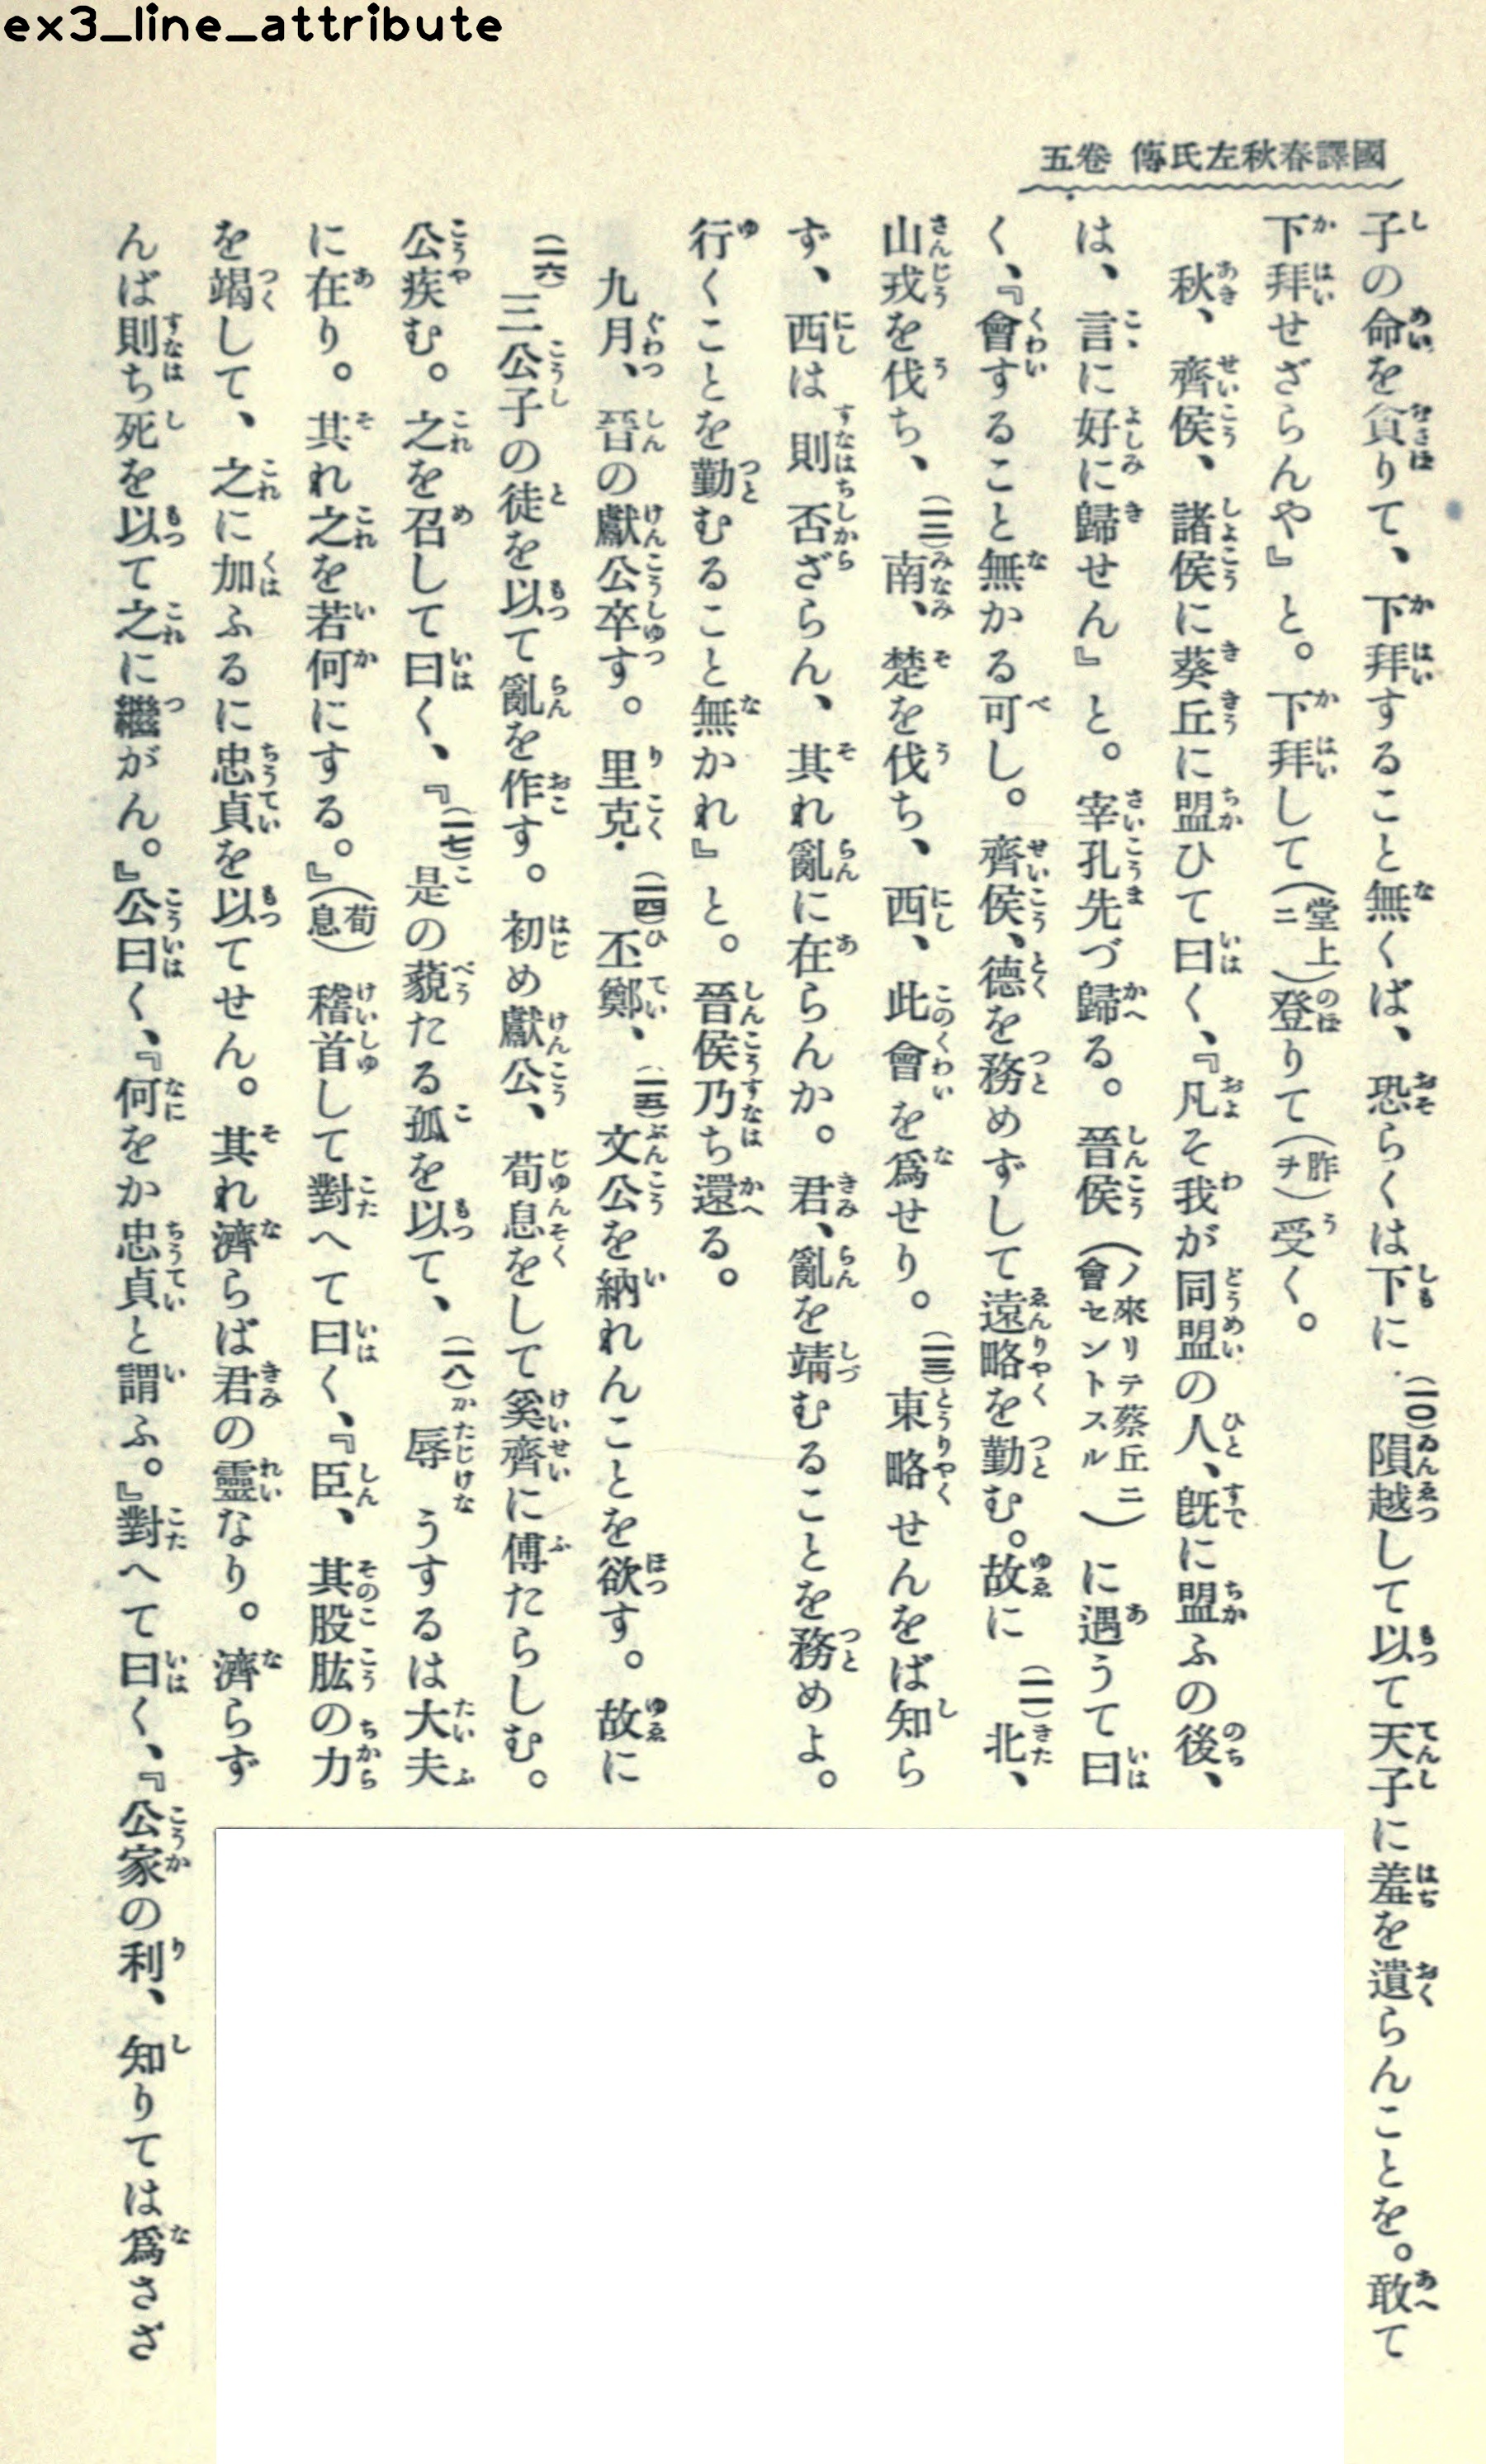 ex3_line_attribute
國譯春秋左氏傳 卷五
子の命を貪りて、下拜すること無くば、恐らくは下に(一〇)隕越して以て天子に羞を遺らんことを。敢て
下拜せざらんや』と。下拜して(堂上ニ)登りて(胙ヲ)受く。
秋、齊侯、諸侯に葵丘に盟ひて曰く、『凡そ我が同盟の人、既に盟ふの後、
は、言に好に歸せん』と。宰孔先づ歸る。晉侯(ノ來リテ蔡丘ニ會セントスル)に遇うて曰
く、『會すること無かる可し。齊侯、德を務めずして遠略を勤む。故に(一一)北、
山戎を伐ち、(一二)南、楚を伐ち、西、此會を爲せり。(一三)東略せんをば知ら
ず、西は則否ざらん、其れ亂に在らんか。君、亂を靖むることを務めよ。
行くことを勤むること無かれ』と。晉侯乃ち還る。
九月、晉の獻公卒す。里克・(一四)丕鄭、(一五)文公を納れんことを欲す。故に
(一六)三公子の徒を以て亂を作す。初め獻公、荀息をして奚齊に傅たらしむ。
公疾む。之を召して曰く、『(一七)是の藐たる孤を以て、(一八)辱うするは大夫
に在り。其れ之を若何にする。』(荀息)稽首して對へて曰く、『臣、其股肱の力
を竭して、之に加ふるに忠貞を以てせん。其れ濟らば君の靈なり。濟らず
んば則ち死を以て之に繼がん。』公曰く、『何をか忠貞と謂ふ。』對へて曰く、『公家の利、知りては爲さざ